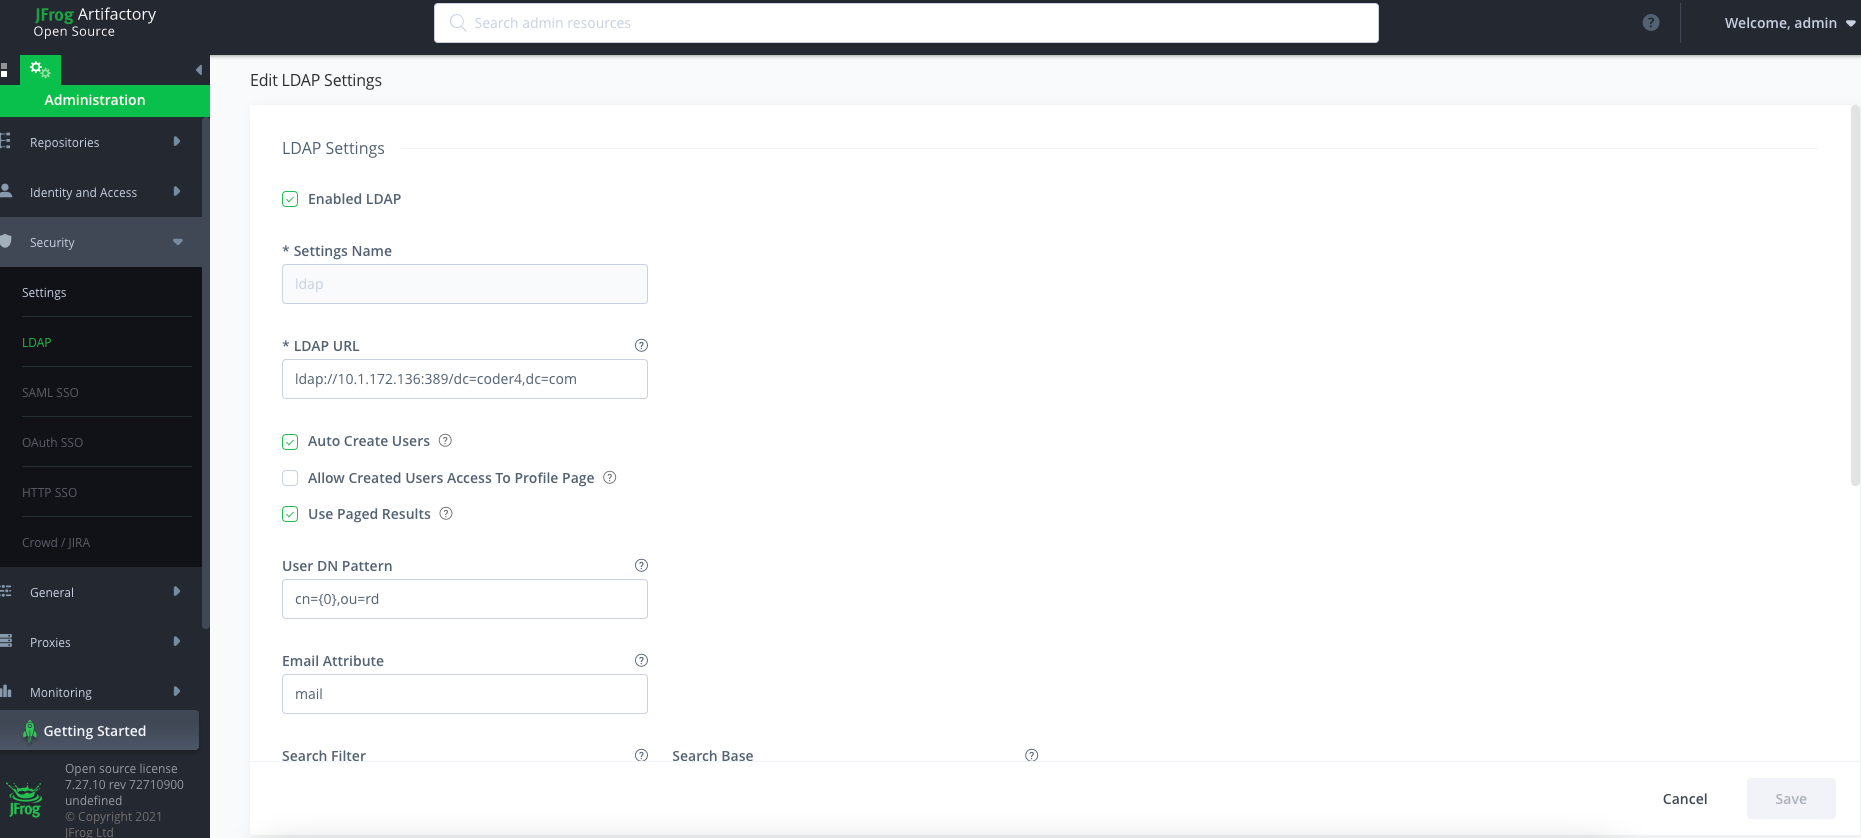 JFrog Artifactory
Open Source
Search admin resources
?
Welcome, admin
Administration
Repositories
Identity and Access
Security
Settings
LDAP
SAML SSO
OAuth SSO
HTTP SSO
Crowd / JIRA
General
Proxies
Monitoring
Getting Started
JFrog
Open source license
7.27.10 rev 72710900
undefined
© Copyright 2021
JFrog Ltd
Edit LDAP Settings
LDAP Settings
Enabled LDAP
* Settings Name
ldap
* LDAP URL ?
ldap://10.1.172.136:389/dc=coder4,dc=com
Auto Create Users ?
Allow Created Users Access To Profile Page ?
Use Paged Results ?
User DN Pattern ?
cn={0},ou=rd
Email Attribute ?
mail
Search Filter ? Search Base ?
Cancel Save